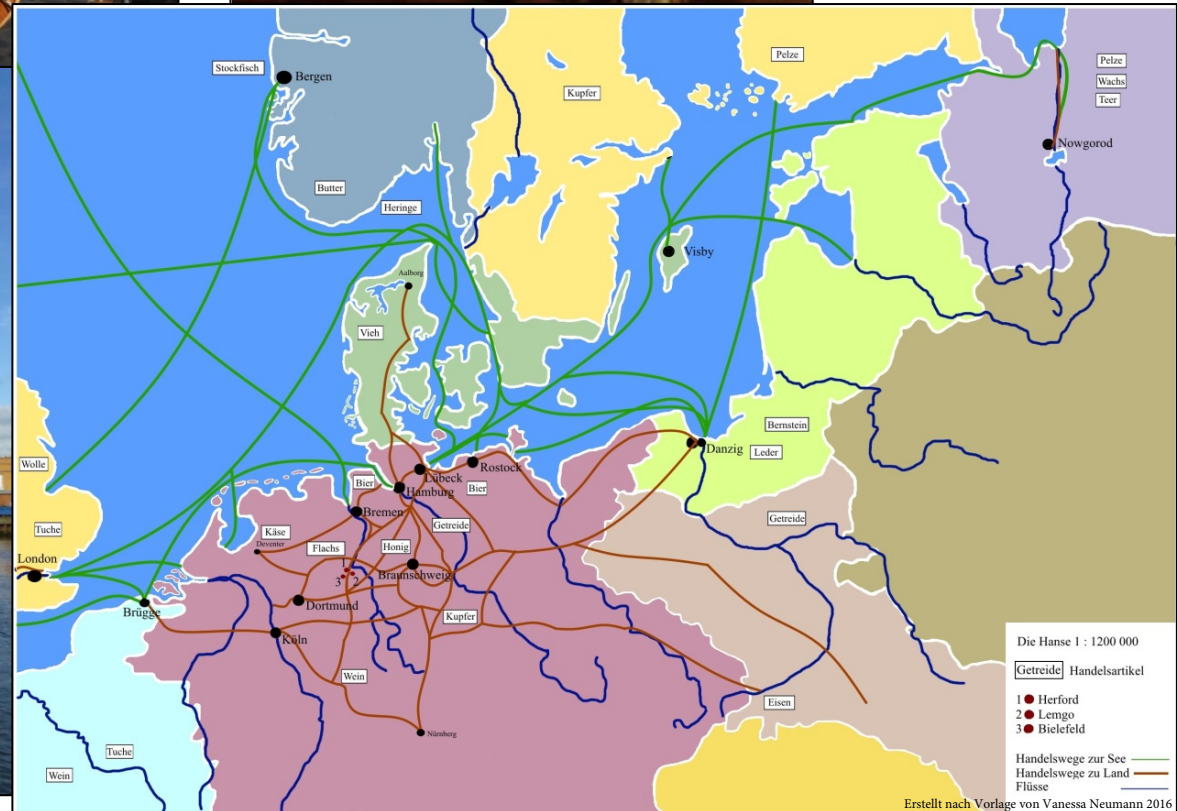 Stockfisch
Bergen
Kupfer
Pelze
Pelze
Wachs
Teer
Nowgorod
Butter
Heringe
Visby
Aalborg
Vieh
Wolle
Tuche
London
Brügge
Bernstein
Leder
Danzig
Lübeck
Rostock
Bier
Hamburg
Bier
Bremen
Käse
Deventer
Flachs
Getreide
Honig
Getreide
1
2
3
Braunschweig
Dortmund
Kupfer
Köln
Wein
Eisen
Nürnberg
Tuche
Wein
Die Hanse 1 : 1200 000
Getreide Handelsartikel
1 Herford
2 Lemgo
3 Bielefeld
Handelswege zur See
Handelswege zu Land
Flüsse
Erstellt nach Vorlage von Vanessa Neumann 2016